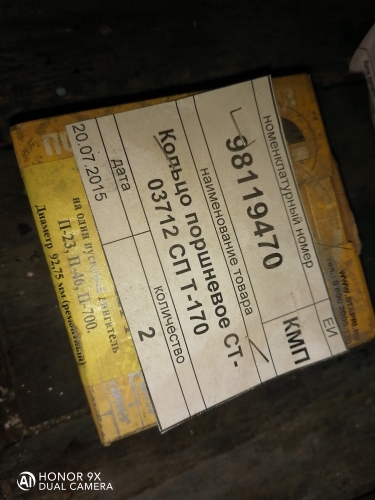 номенклатурный номер
98119470
ЕИ
КМП
наименование товара
Кольцо поршневое СТ-
03712 СП Т-170
количество
2
дата
20.07.2015
на один пусковой двигатель
П-23, П-46, П-700.
Диаметр 92,75 мм (ремонтный)
HONOR 9X
DUAL CAMERA